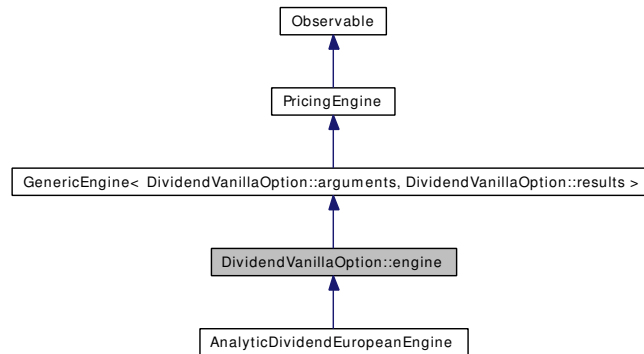 Observable
PricingEngine
GenericEngine< DividendVanillaOption::arguments, DividendVanillaOption::results >
DividendVanillaOption::engine
AnalyticDividendEuropeanEngine